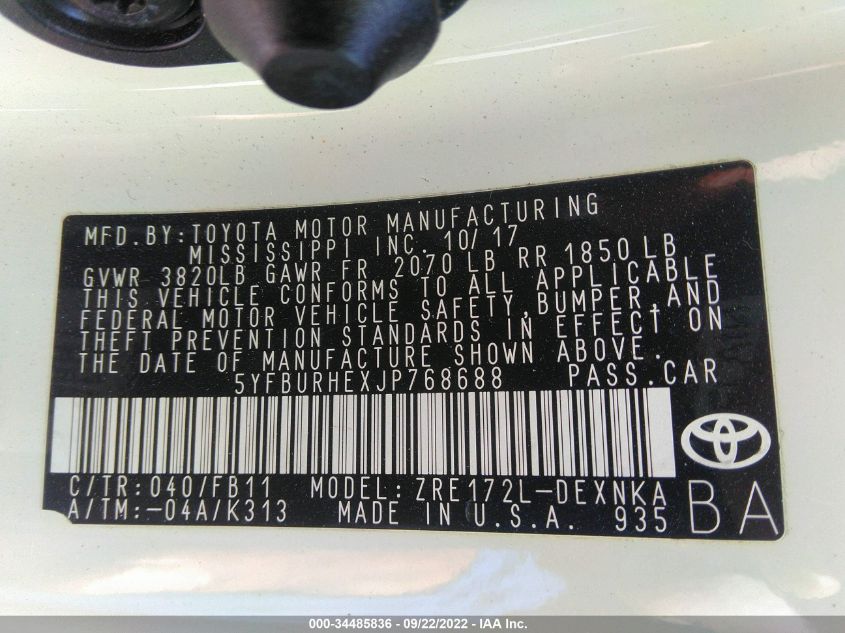 MFD.BY:TOYOTA MOTOR MANUFACTURING
MISSISSIPPI INC. 10/17
GVWR 3820LB GAWR FR 2070 LB RR 1850 LB
THIS VEHICLE CONFORMS TO ALL APPLICABLE
FEDERAL MOTOR VEHICLE SAFETY,BUMPER,AND
THEFT PREVENTION STANDARDS IN EFFECT ON
THE DATE OF MANUFACTURE SHOWN ABOVE.
5YFBURHEXJP768688 PASS.CAR
C/TR:040/FB11 MODEL:ZRE172L-DEXNKA
A/TM:-04A/K313 MADE IN U.S.A. 935
BA
000-34485836 - 09/22/2022 - IAA Inc.